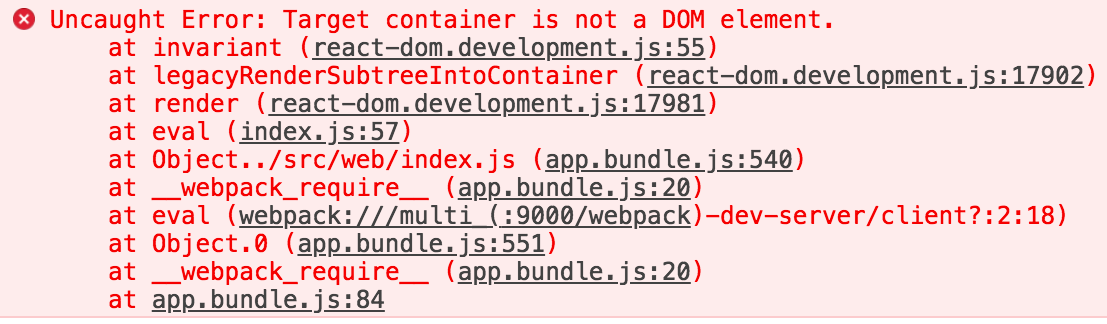 Uncaught Error: Target container is not a DOM element.
at invariant (react-dom.development.js:55)
at legacyRenderSubtreeIntoContainer (react-dom.development.js:17902)
at render (react-dom.development.js:17981)
at eval (index.js:57)
at Object../src/web/index.js (app.bundle.js:540)
at __webpack_require__ (app.bundle.js:20)
at eval (webpack:///multi_(:9000/webpack)-dev-server/client?:2:18)
at Object.0 (app.bundle.js:551)
at __webpack_require__ (app.bundle.js:20)
at app.bundle.js:84